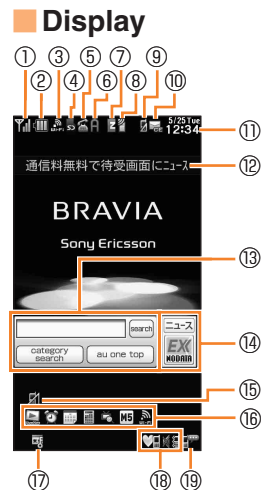 Display
① ② ③ ④ ⑤ ⑥ ⑦ ⑧ ⑨ ⑩
5/25 Tue
12:34
⑪
通信料無料で待受画面にニュース
⑫
BRAVIA
Sony Ericsson
⑬
search
ニュース
category search
au one top
EX
⑭
⑮
⑯
⑰ ⑱ ⑲